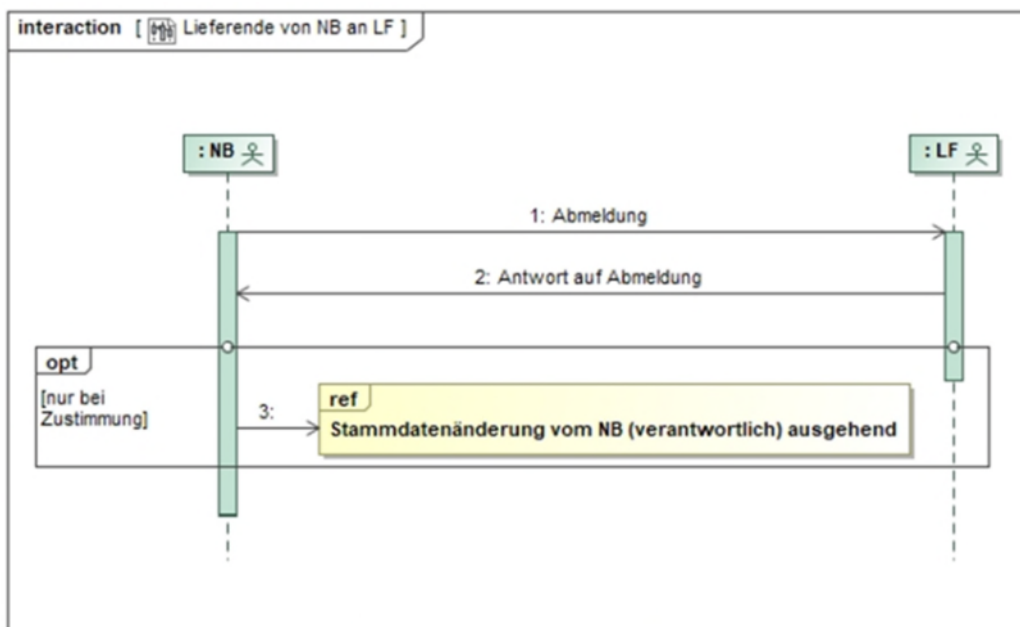 interaction [ Lieferende von NB an LF ]
: NB
: LF
1: Abmeldung
2: Antwort auf Abmeldung
opt
[nur bei
Zustimmung]
3:
ref
Stammdatenänderung vom NB (verantwortlich) ausgehend